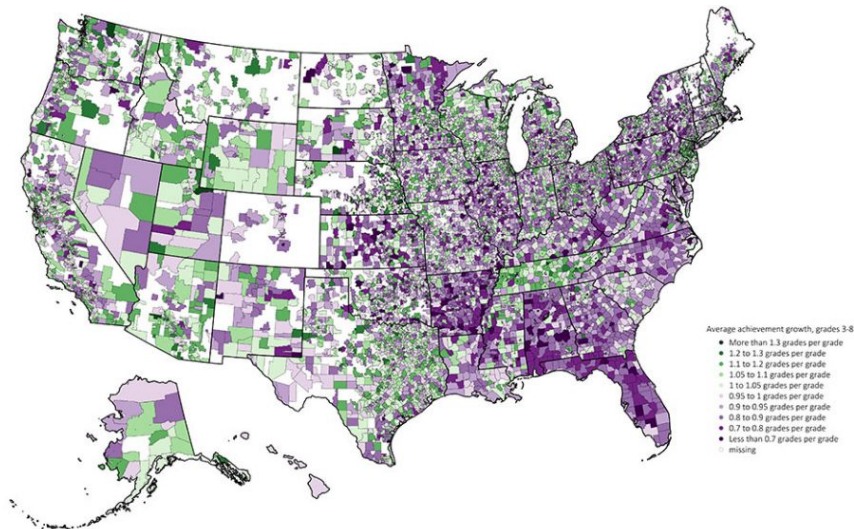 Average achievement growth, grades 3-8
More than 1.3 grades per grade
1.2 to 1.3 grades per grade
1.1 to 1.2 grades per grade
1.05 to 1.1 grades per grade
1 to 1.05 grades per grade
0.95 to 1 grades per grade
0.9 to 0.95 grades per grade
0.8 to 0.9 grades per grade
0.7 to 0.8 grades per grade
Less than 0.7 grades per grade
missing